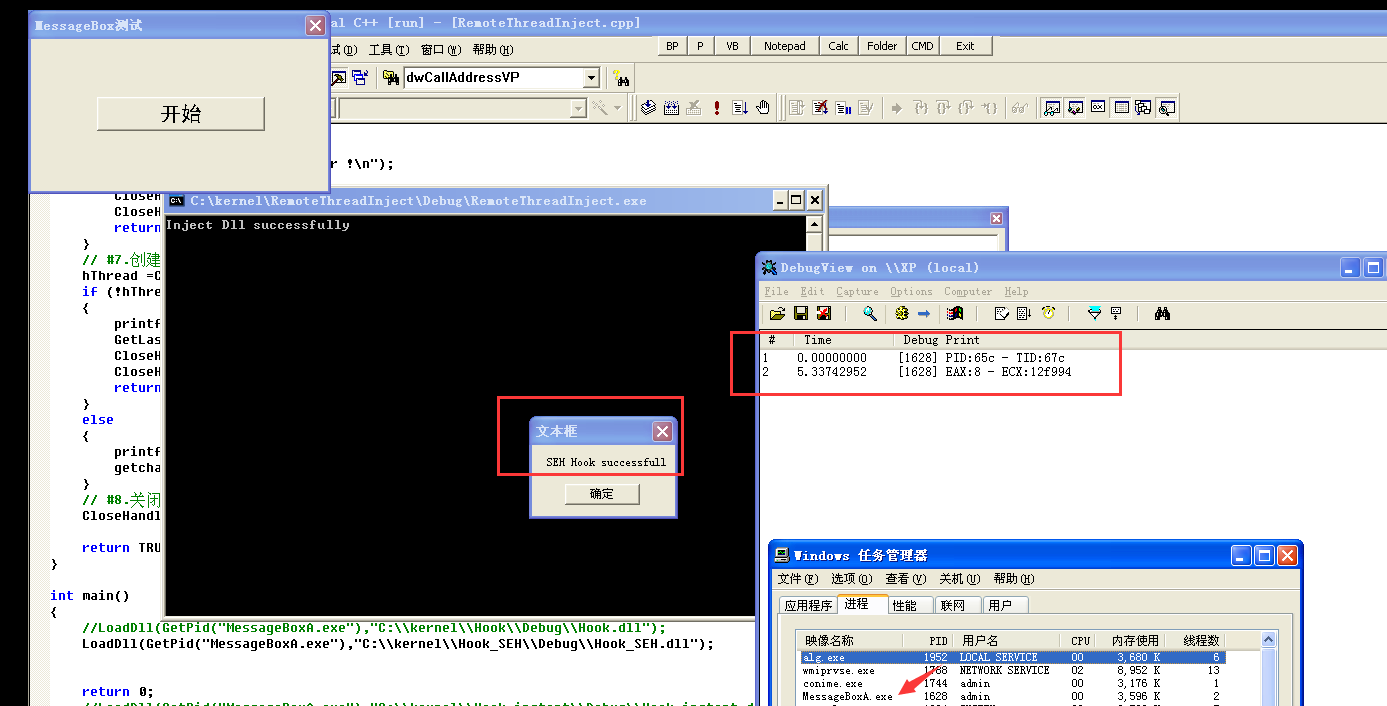 MessageBox测试
al C++ [run] - [RemoteThreadInject.cpp]
试(D) 工具(T) 窗口(W) 帮助(H)
BP P VB Notepad Calc Folder CMD Exit
dwCallAddressVP
开始
r !\n");
CloseH
CloseH
return
}
// #7.创建
hThread =C
if (!hThre
{
printf
GetLas
CloseH
CloseH
return
}
else
{
printf
getcha
}
// #8.关闭
CloseHandl
return TRU
}
int main()
{
//LoadDll(GetPid("MessageBoxA.exe"),"C:\\kernel\\Hook\\Debug\\Hook.dll");
LoadDll(GetPid("MessageBoxA.exe"),"C:\\kernel\\Hook_SEH\\Debug\\Hook_SEH.dll");
return 0;
C:\kernel\RemoteThreadInject\Debug\RemoteThreadInject.exe
Inject Dll successfully
文本框
SEH Hook successfull
确定
DebugView on \\XP (local)
File Edit Capture Options Computer Help
# Time Debug Print
1 0.00000000 [1628] PID:65c - TID:67c
2 5.33742952 [1628] EAX:8 - ECX:12f994
Windows 任务管理器
文件(F) 选项(O) 查看(V) 关机(U) 帮助(H)
应用程序 进程 性能 联网 用户
映像名称 PID 用户名 CPU 内存使用 线程数
alg.exe 1952 LOCAL SERVICE 00 3,680 K 6
wmiprvse.exe NETWORK SERVICE 02 8,952 K 13
conime.exe 1744 admin 00 3,176 K 1
MessageBoxA.exe 1628 admin 00 3,596 K 2